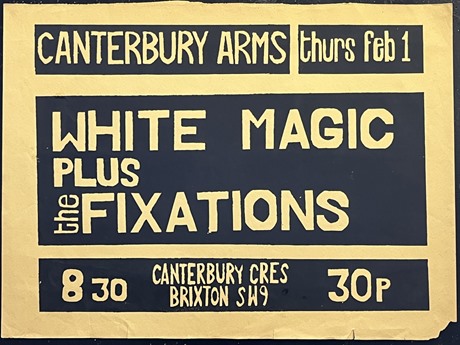 CANTERBURY ARMS thurs feb 1
WHITE MAGIC
PLUS
the FIXATIONS
8 30 CANTERBURY CRES 30P
BRIXTON SW9